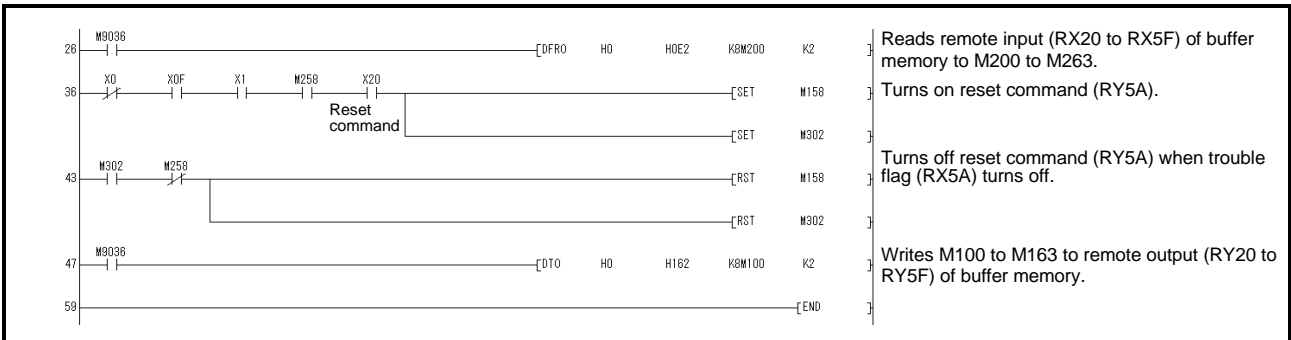 M9036
26 [DFRO H0 H0E2 K8M200 K2 ]
Reads remote input (RX20 to RX5F) of buffer
memory to M200 to M263.
X0 X0F X1 M258 X20
36 [SET M158 ]
Turns on reset command (RY5A).
Reset
command
[SET M302 ]
M302 M258
43 [RST M158 ]
Turns off reset command (RY5A) when trouble
flag (RX5A) turns off.
[RST M302 ]
M9036
47 [DTO H0 H162 K8M100 K2 ]
Writes M100 to M163 to remote output (RY20 to
RY5F) of buffer memory.
59 [END ]